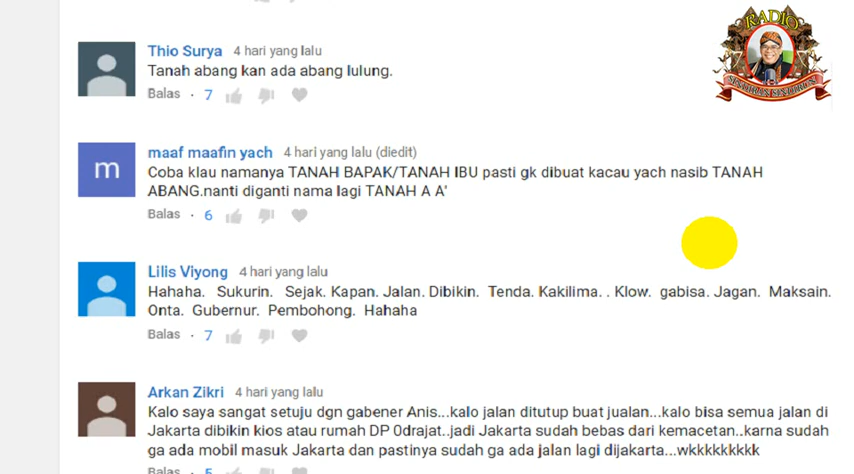 RADIO
Thio Surya 4 hari yang lalu
Tanah abang kan ada abang lulung.
Balas · 7
maaf maafin yach 4 hari yang lalu (diedit)
m
Coba klau namanya TANAH BAPAK/TANAH IBU pasti gk dibuat kacau yach nasib TANAH
ABANG.nanti diganti nama lagi TANAH A A'
Balas · 6
Lilis Viyong 4 hari yang lalu
Hahaha. Sukurin. Sejak. Kapan. Jalan. Dibikin. Tenda. Kakilima. . Klow. gabisa. Jagan. Maksain.
Onta. Gubernur. Pembohong. Hahaha
Balas · 7
Arkan Zikri 4 hari yang lalu
Kalo saya sangat setuju dgn gabener Anis...kalo jalan ditutup buat jualan...kalo bisa semua jalan di
Jakarta dibikin kios atau rumah DP 0drajat..jadi Jakarta sudah bebas dari kemacetan..karna sudah
ga ada mobil masuk Jakarta dan pastinya sudah ga ada jalan lagi dijakarta...wkkkkkkkkk
Balas · 5